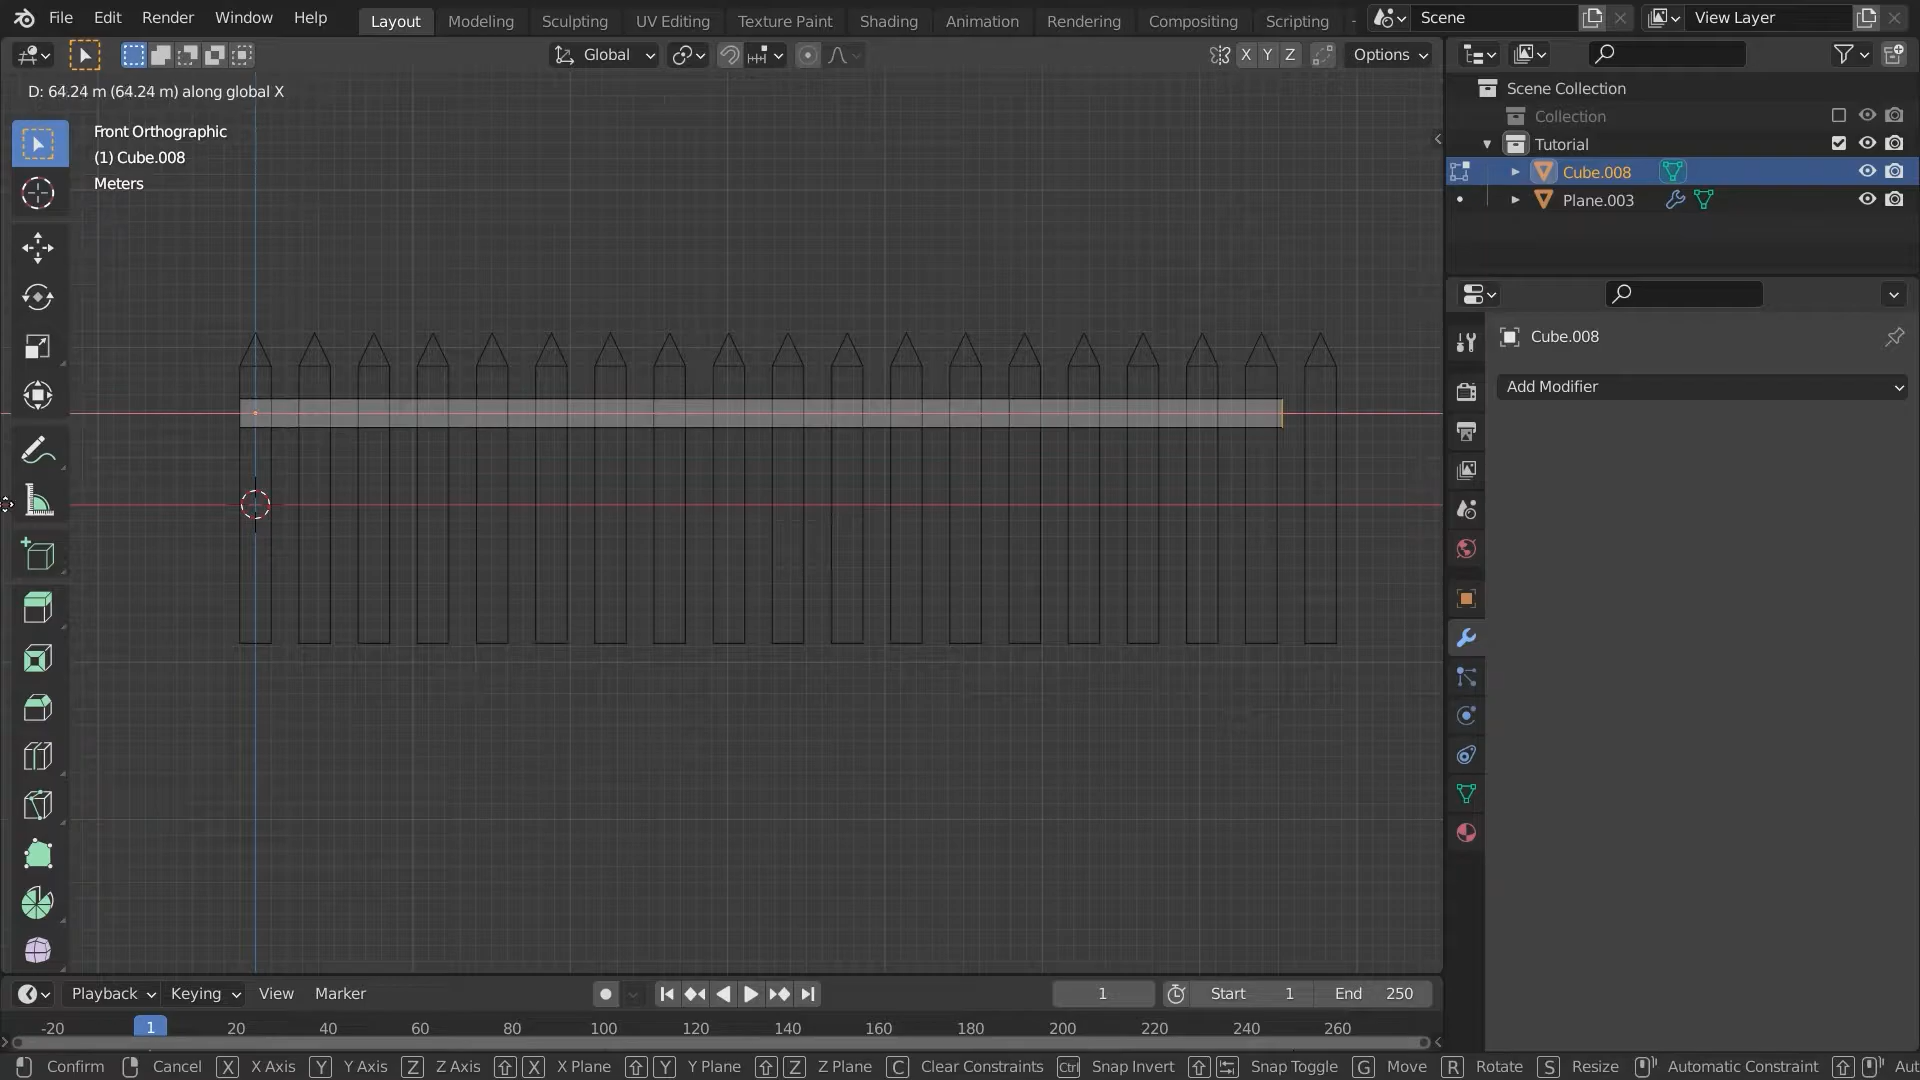 File Edit Render Window Help Layout Modeling Sculpting UV Editing Texture Paint Shading Animation Rendering Compositing Scripting Scene View Layer
Global X Y Z Options
D: 64.24 m (64.24 m) along global X
Front Orthographic
(1) Cube.008
Meters
Scene Collection
Collection
Tutorial
Cube.008
Plane.003
Cube.008
Add Modifier
Playback Keying View Marker 1 Start 1 End 250
-20 1 20 40 60 80 100 120 140 160 180 200 220 240 260
Confirm Cancel X X Axis Y Y Axis Z Z Axis X X Plane Y Y Plane Z Z Plane C Clear Constraints Ctrl Snap Invert Snap Toggle G Move R Rotate S Resize Automatic Constraint Aut